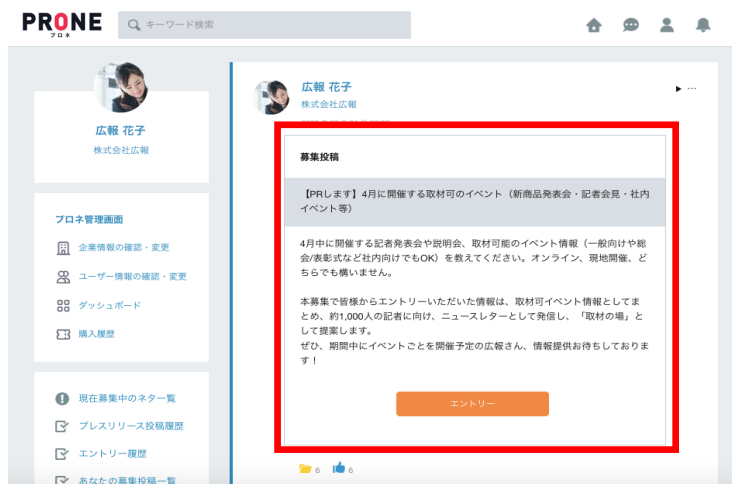 PRONE
プロネ
キーワード検索
広報 花子
株式会社広報
プロネ管理画面
企業情報の確認・変更
ユーザー情報の確認・変更
ダッシュボード
購入履歴
現在募集中のネタ一覧
プレスリリース投稿履歴
エントリー履歴
あなたの募集投稿一覧
広報 花子
株式会社広報
募集投稿
【PRします】4月に開催する取材可のイベント（新商品発表会・記者会見・社内
イベント等）
4月中に開催する記者発表会や説明会、取材可能のイベント情報（一般向けや総
会/表彰式など社内向けでもOK）を教えてください。オンライン、現地開催、ど
ちらでも構いません。
本募集で皆様からエントリーいただいた情報は、取材可イベント情報としてま
とめ、約1,000人の記者に向け、ニュースレターとして発信し、「取材の場」と
して提案します。
ぜひ、期間中にイベントごとを開催予定の広報さん、情報提供お待ちしておりま
す！
エントリー
6
6